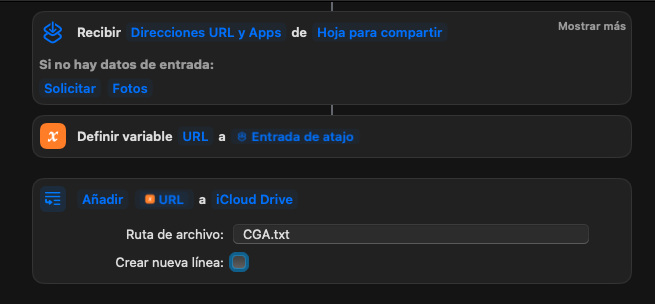 Recibir Direcciones URL y Apps de Hoja para compartir Mostrar más
Si no hay datos de entrada:
Solicitar Fotos
Definir variable URL a Entrada de atajo
Añadir URL a iCloud Drive
Ruta de archivo: CGA.txt
Crear nueva línea: